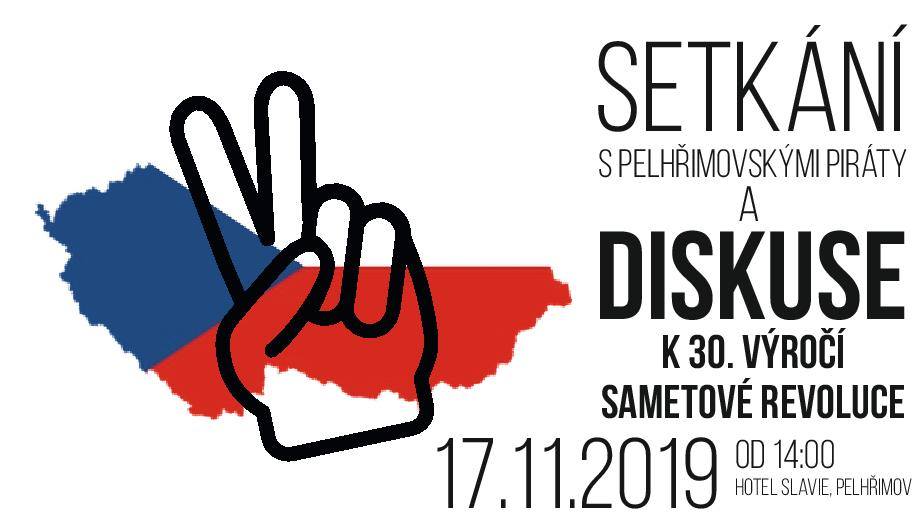 SETKÁNÍ
S PELHŘIMOVSKÝMI PIRÁTY
A
DISKUSE
K 30. VÝROČÍ
SAMETOVÉ REVOLUCE
17.11.2019
OD 14:00
HOTEL SLAVIE, PELHŘIMOV